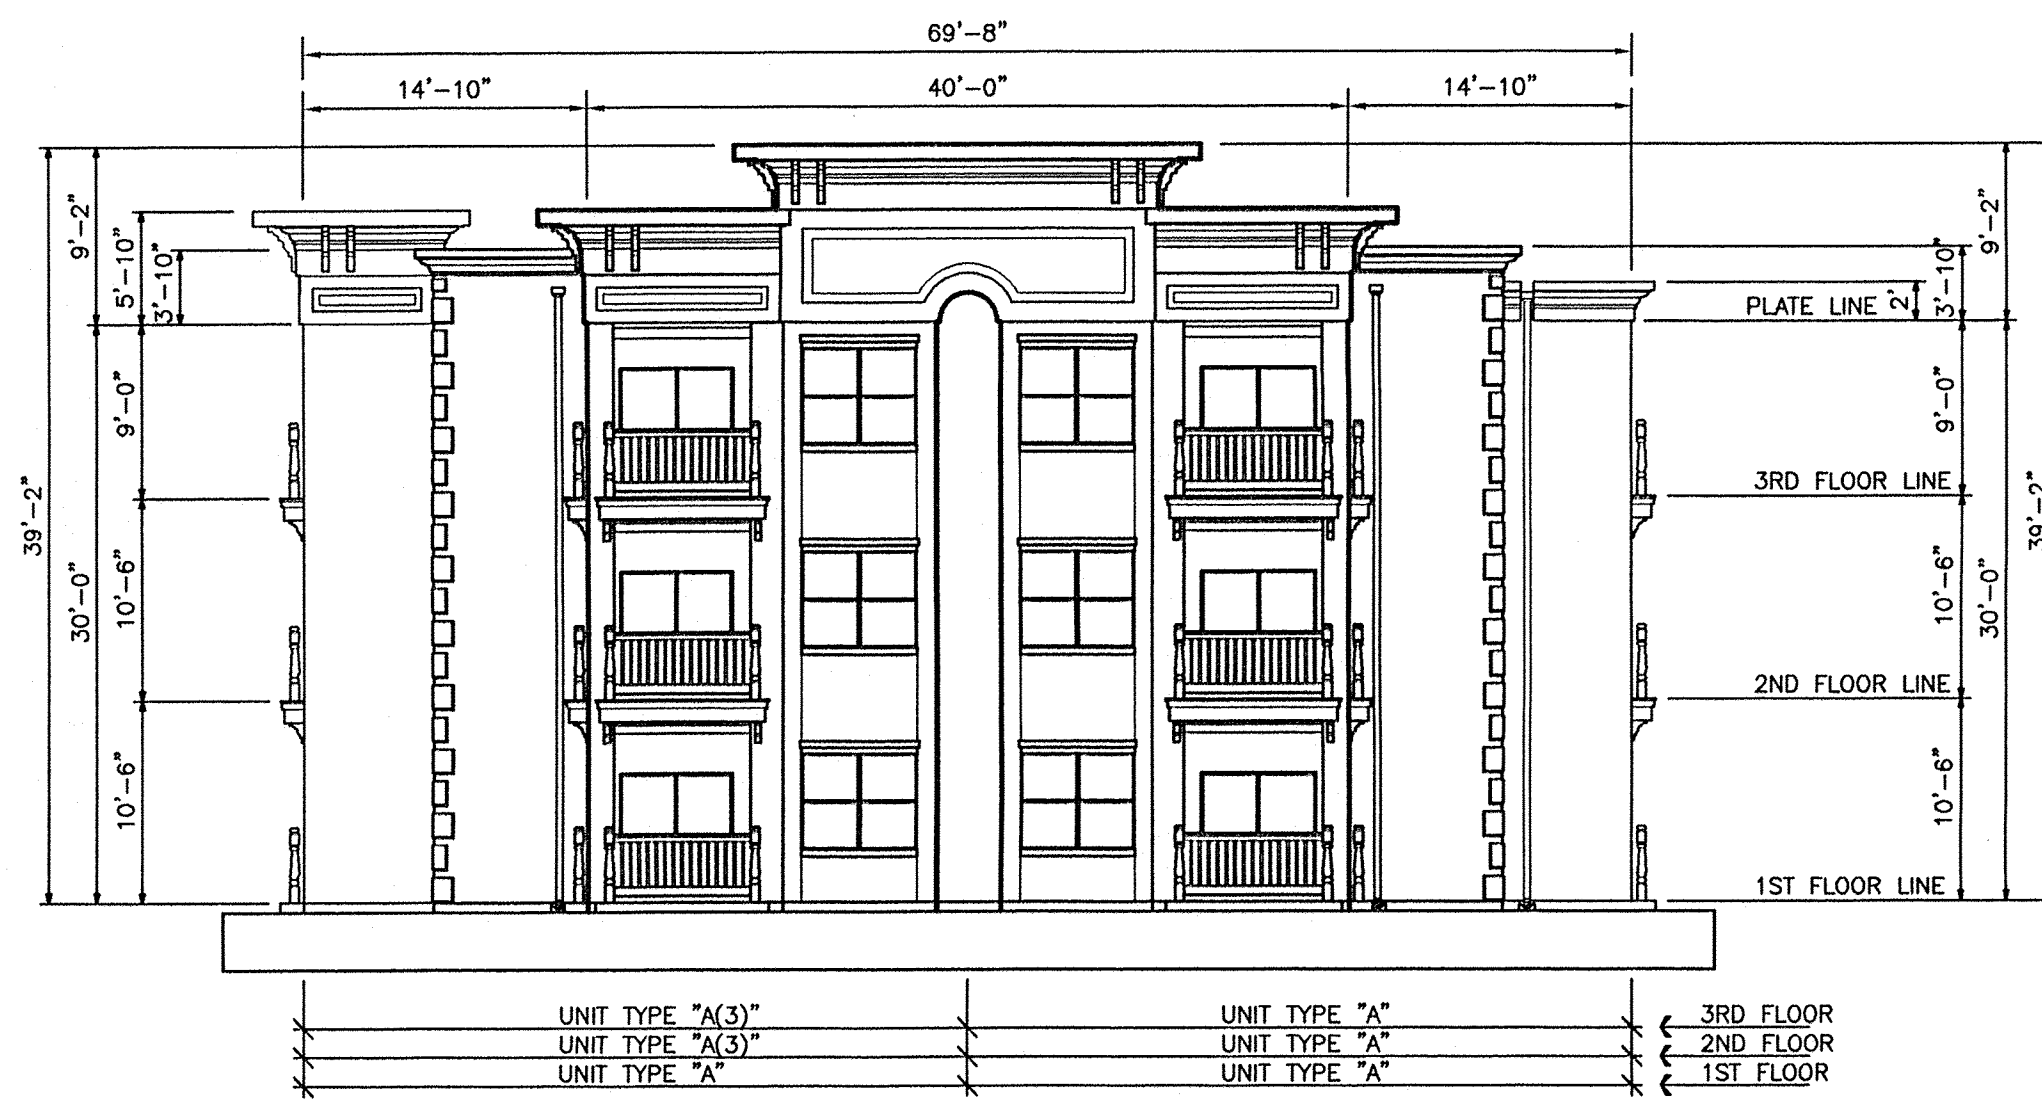 69'-8"
14'-10" 40'-0" 14'-10"
9'-2"
5'-10"
3'-10"
9'-0"
39'-2"
30'-0"
10'-6"
10'-6"
9'-2"
3'-10"
PLATE LINE 2'
9'-0"
3RD FLOOR LINE
39'-2"
10'-6"
30'-0"
2ND FLOOR LINE
10'-6"
1ST FLOOR LINE
UNIT TYPE "A(3)" UNIT TYPE "A" 3RD FLOOR
UNIT TYPE "A(3)" UNIT TYPE "A" 2ND FLOOR
UNIT TYPE "A" UNIT TYPE "A" 1ST FLOOR